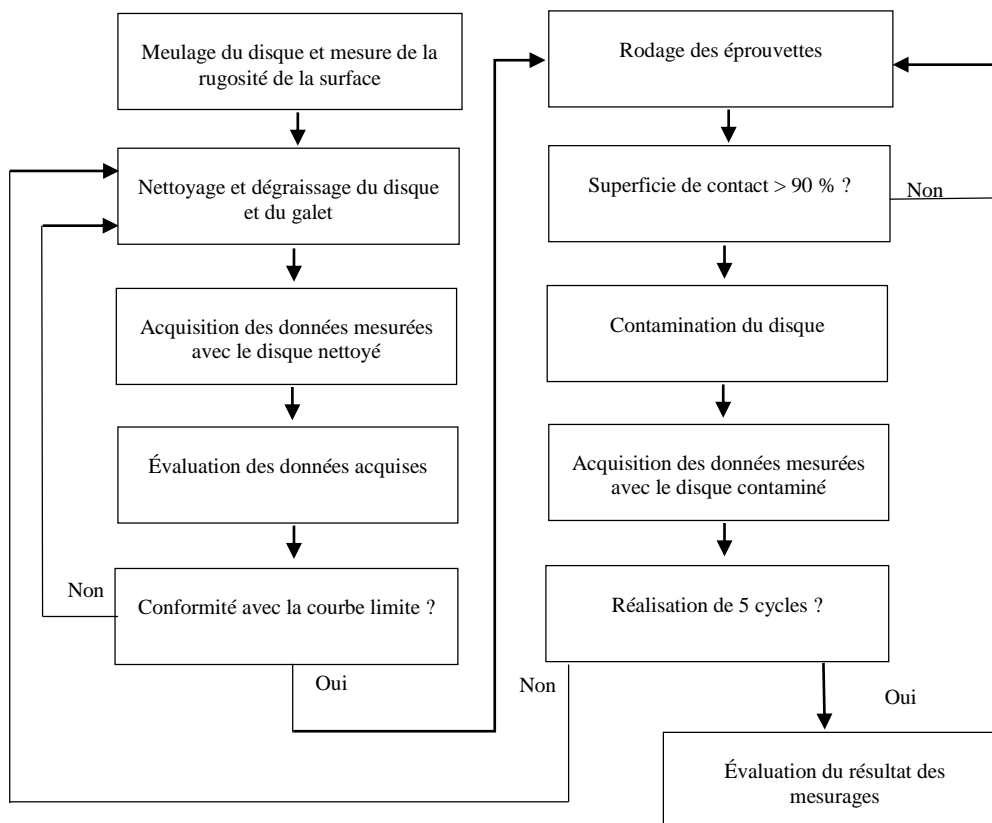 Meulage du disque et mesure de la
rugosité de la surface
Nettoyage et dégraissage du disque
et du galet
Acquisition des données mesurées
avec le disque nettoyé
Évaluation des données acquises
Non
Conformité avec la courbe limite ?
Oui
Rodage des éprouvettes
Superficie de contact > 90 % ?
Non
Contamination du disque
Acquisition des données mesurées
avec le disque contaminé
Réalisation de 5 cycles ?
Non
Oui
Évaluation du résultat des
mesurages